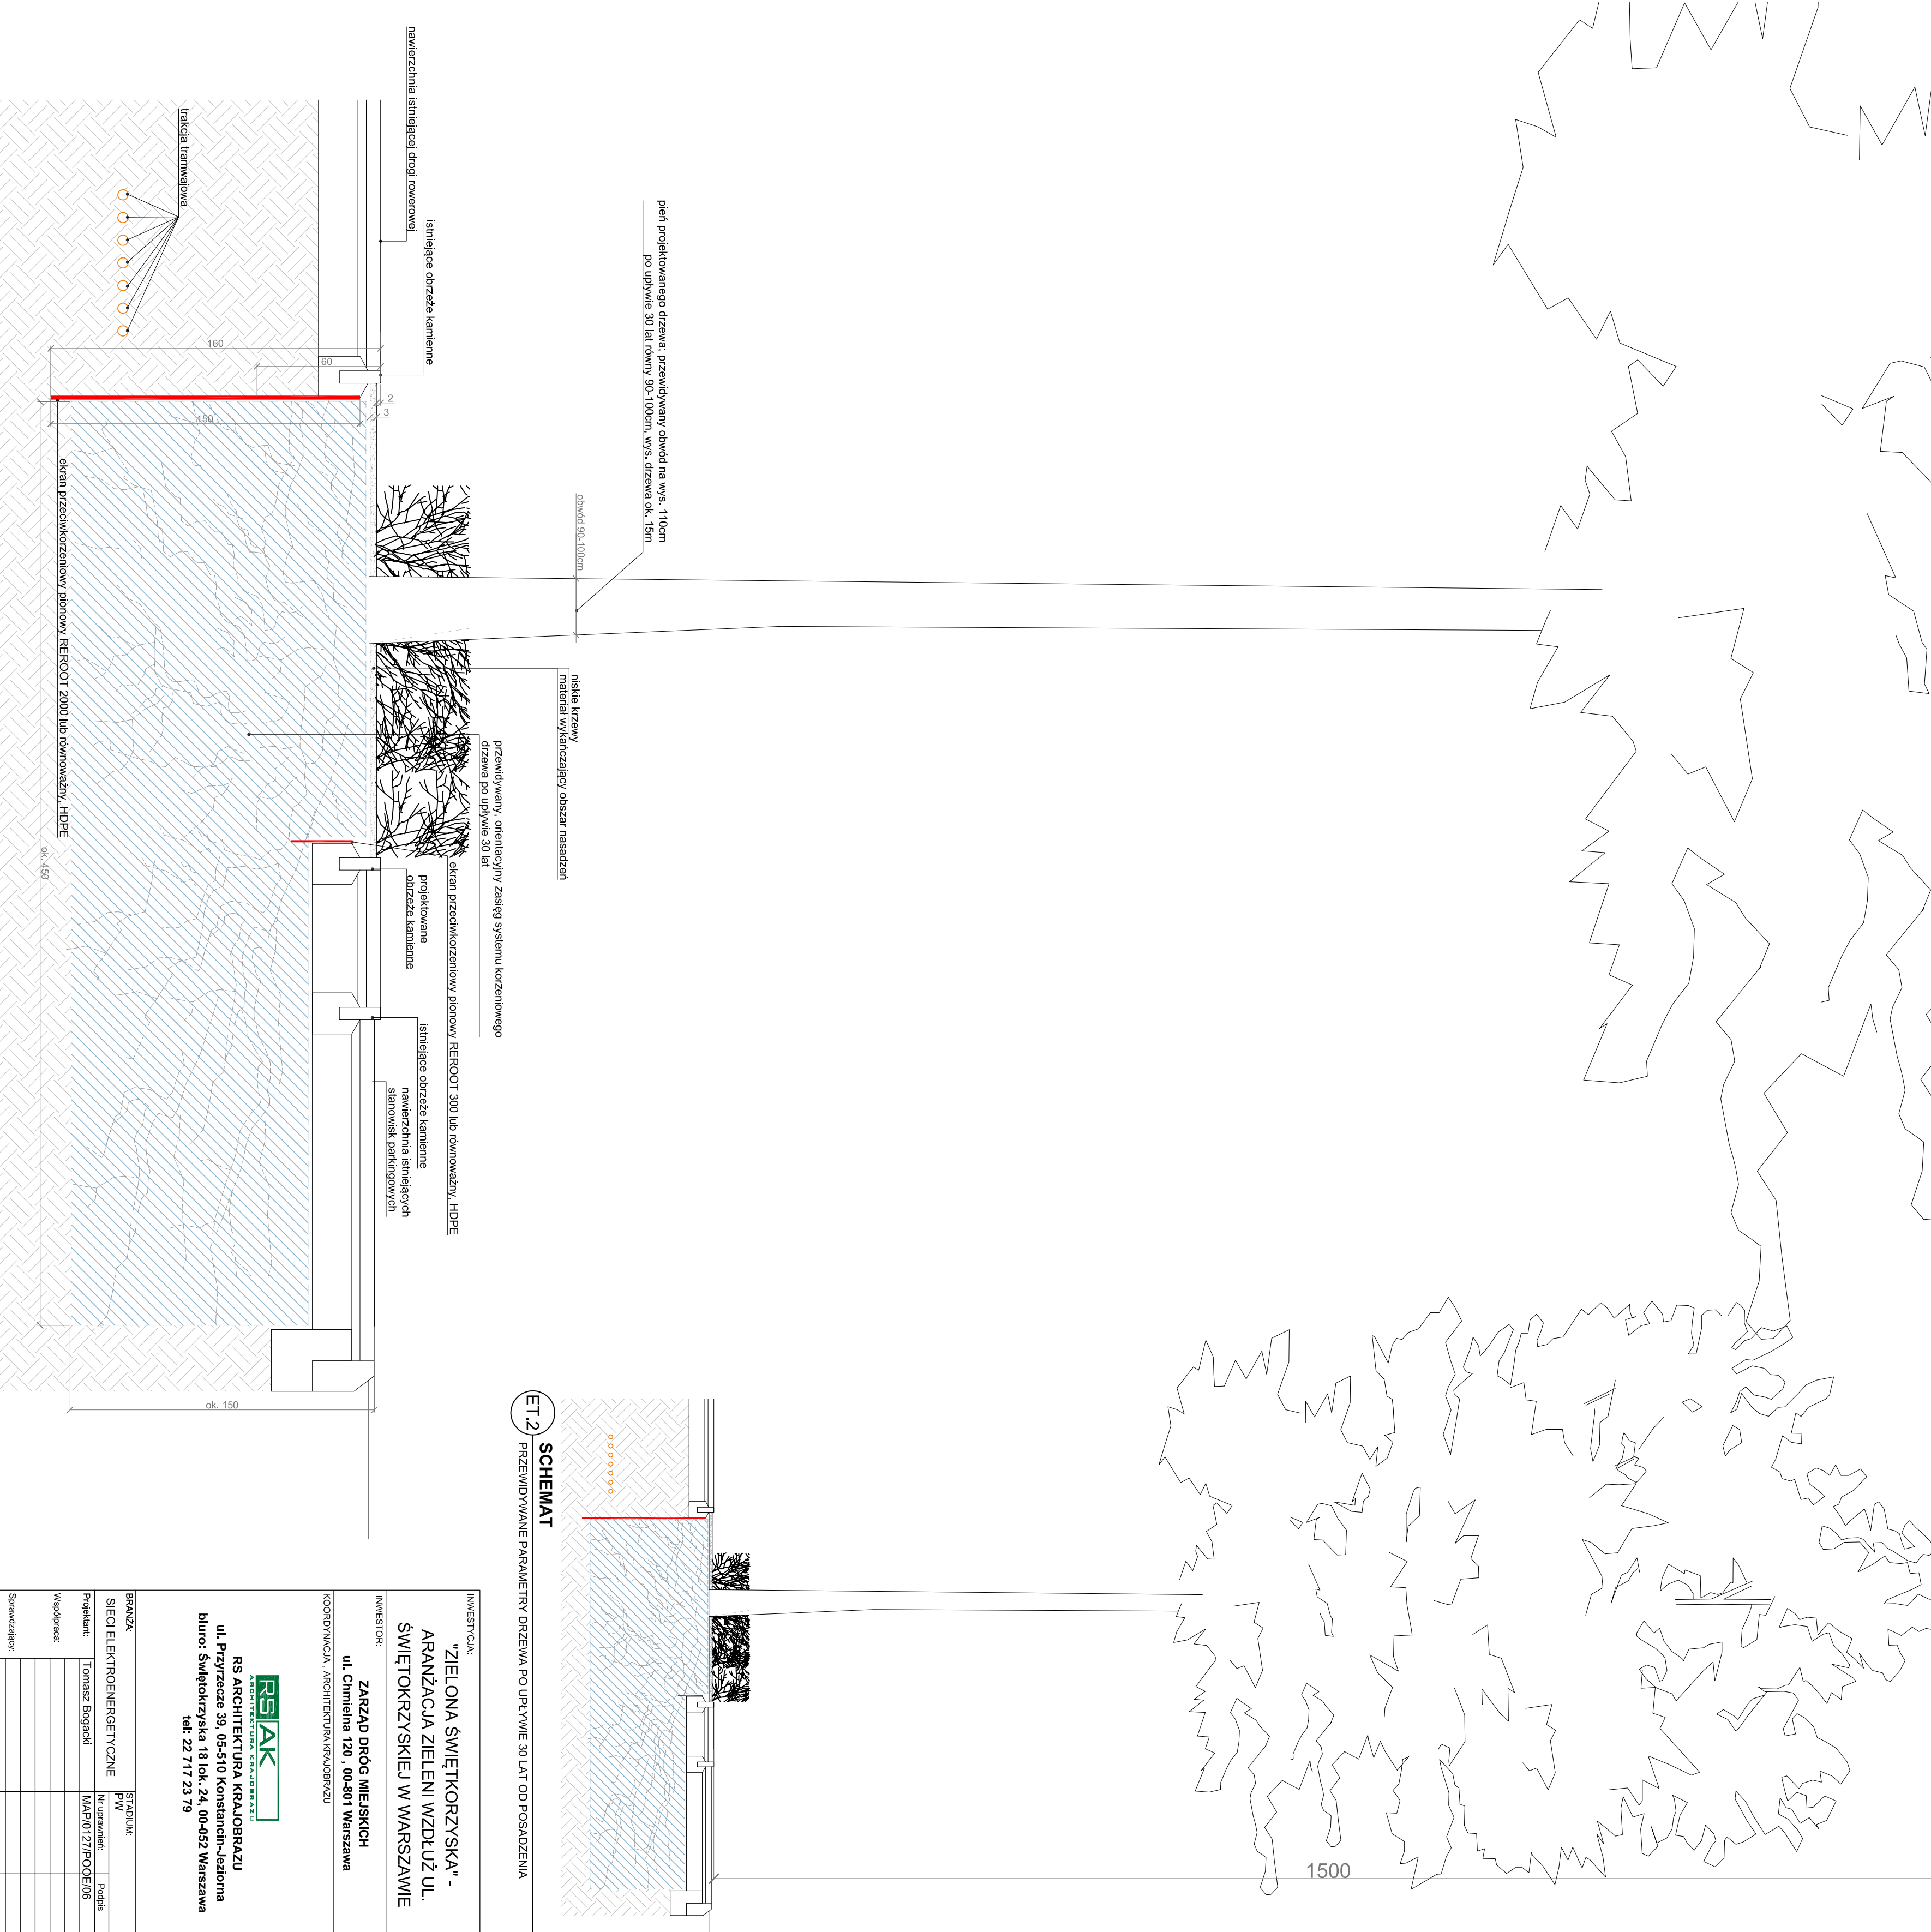 nawierzchnia istniejącej drogi rowerowej
trakcja tramwajowa
istniejące obrzeże kamienne
pień projektowanego drzewa; przewidywany obwód na wys. 110cm
po upływie 30 lat równy 90-100cm, wys. drzewa ok. 15m
obwód 90-100cm
160
60
150
2
3
ekran przeciwkorzeniowy pionowy REROOT 2000 lub równoważny, HDPE
ok. 450
niskie krzewy
materiał wykańczający obszar nasadzeń
przewidywany, orientacyjny zasięg systemu korzeniowego
drzewa po upływie 30 lat
ekran przeciwkorzeniowy pionowy REROOT 300 lub równoważny, HDPE
projektowane
obrzeże kamienne
istniejące obrzeże kamienne
nawierzchnia istniejących
stanowisk parkingowych
ok. 150
1500
ET.2
SCHEMAT
PRZEWIDYWANE PARAMETRY DRZEWA PO UPŁYWIE 30 LAT OD POSADZENIA
INWESTYCJA:
"ZIELONA ŚWIĘTKORZYSKA" -
ARANŻACJA ZIELENI WZDŁUŻ UL.
ŚWIĘTOKRZYSKIEJ W WARSZAWIE
INWESTOR:
ZARZĄD DRÓG MIEJSKICH
ul. Chmielna 120 , 00-801 Warszawa
KOORDYNACJA , ARCHITEKTURA KRAJOBRAZU
RS AK
ARCHITEKTURA KRAJOBRAZU
RS ARCHITEKTURA KRAJOBRAZU
ul. Przyrzecze 39, 05-510 Konstancin-Jeziorna
biuro: Świętokrzyska 18 lok. 24, 00-052 Warszawa
tel: 22 717 23 79
BRANŻA:
SIECI ELEKTROENERGETYCZNE
STADIUM:
PW
Nr uprawnień:
Podpis
Projektant:
Tomasz Bogacki
MAP/0127/POOE/06
Współpraca:
Sprawdzający: